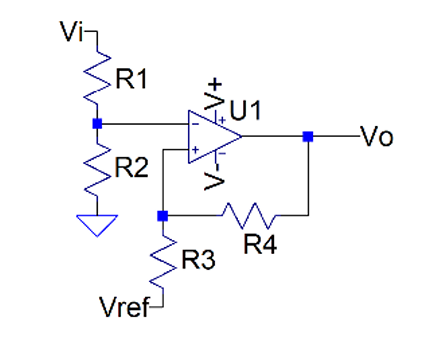 Vi
R1
V+
U1
- +
Vo
R2
+ -
V-
R4
R3
Vref